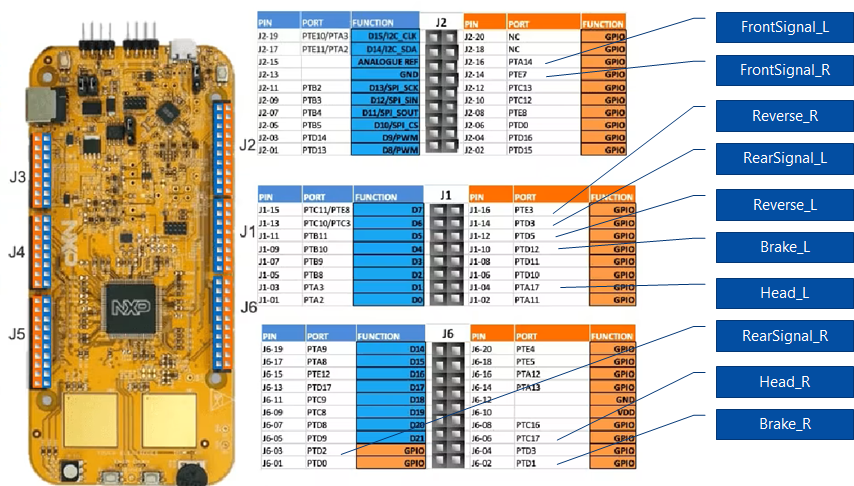 J3
J4
J5
J2
J1
J6
NXP
NXP
PIN PORT FUNCTION J2 PIN PORT FUNCTION
J2-19 PTE10/PTA3 D15/I2C_CLK J2-20 NC GPIO
J2-17 PTE11/PTA2 D14/I2C_SDA J2-18 NC GPIO
J2-15 ANALOGUE REF J2-16 PTA14 GPIO
J2-13 GND J2-14 PTE7 GPIO
J2-11 PTB2 D13/SPI_SCK J2-12 PTC13 GPIO
J2-09 PTB3 D12/SPI_SIN J2-10 PTC12 GPIO
J2-07 PTB4 D11/SPI_SOUT J2-08 PTE8 GPIO
J2-05 PTB5 D10/SPI_CS J2-06 PTD0 GPIO
J2-03 PTD14 D9/PWM J2-04 PTD16 GPIO
J2-01 PTD13 D8/PWM J2-02 PTD15 GPIO
PIN PORT FUNCTION J1 PIN PORT FUNCTION
J1-15 PTC11/PTE8 D7 J1-16 PTE3 GPIO
J1-13 PTC10/PTC3 D6 J1-14 PTD3 GPIO
J1-11 PTB11 D5 J1-12 PTD5 GPIO
J1-09 PTB10 D4 J1-10 PTD12 GPIO
J1-07 PTB9 D3 J1-08 PTD11 GPIO
J1-05 PTB8 D2 J1-06 PTD10 GPIO
J1-03 PTA3 D1 J1-04 PTA17 GPIO
J1-01 PTA2 D0 J1-02 PTA11 GPIO
PIN PORT FUNCTION J6 PIN PORT FUNCTION
J6-19 PTA9 D14 J6-20 PTE4 GPIO
J6-17 PTA8 D15 J6-18 PTE5 GPIO
J6-15 PTE12 D16 J6-16 PTA12 GPIO
J6-13 PTD17 D17 J6-14 PTA13 GPIO
J6-11 PTC9 D18 J6-12 GND
J6-09 PTC8 D19 J6-10 VDD
J6-07 PTD8 D20 J6-08 PTC16 GPIO
J6-05 PTD9 D21 J6-06 PTC17 GPIO
J6-03 PTD2 GPIO J6-04 PTD3 GPIO
J6-01 PTD0 GPIO J6-02 PTD1 GPIO
FrontSignal_L
FrontSignal_R
Reverse_R
RearSignal_L
Reverse_L
Brake_L
Head_L
RearSignal_R
Head_R
Brake_R